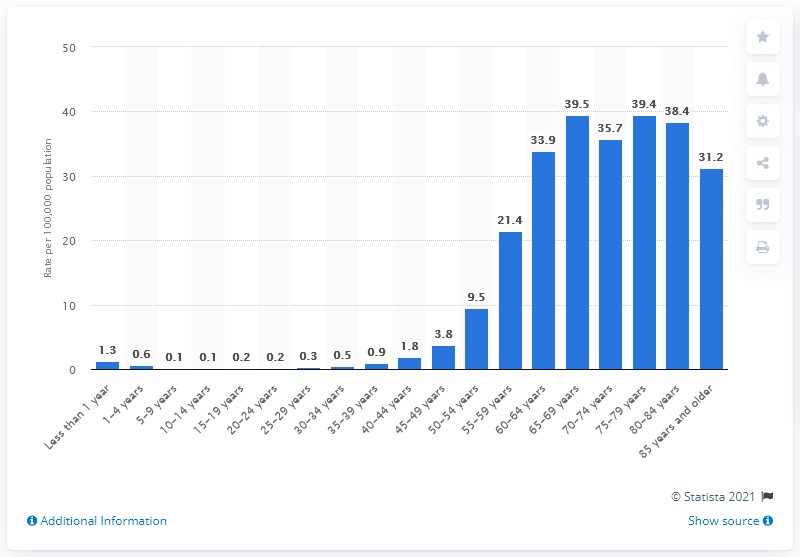 50
40
30
20
10
0
Rate per 100,000 population
1.3
0.6
0.1
0.1
0.2
0.2
0.3
0.5
0.9
1.8
3.8
9.5
21.4
33.9
39.5
35.7
39.4
38.4
31.2
Less than 1 year
1–4 years
5–9 years
10–14 years
15–19 years
20–24 years
25–29 years
30–34 years
35–39 years
40–44 years
45–49 years
50–54 years
55–59 years
60–64 years
65–69 years
70–74 years
75–79 years
80–84 years
85 years and older
© Statista 2021
Additional Information
Show source